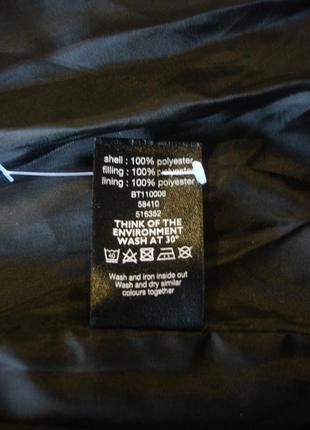 shell : 100% polyester
filling : 100% polyester
lining : 100% polyester
BT110006
58410
516352
THINK OF THE
ENVIRONMENT
WASH AT 30°
40
Wash and iron inside out
Wash and dry similar
colours together